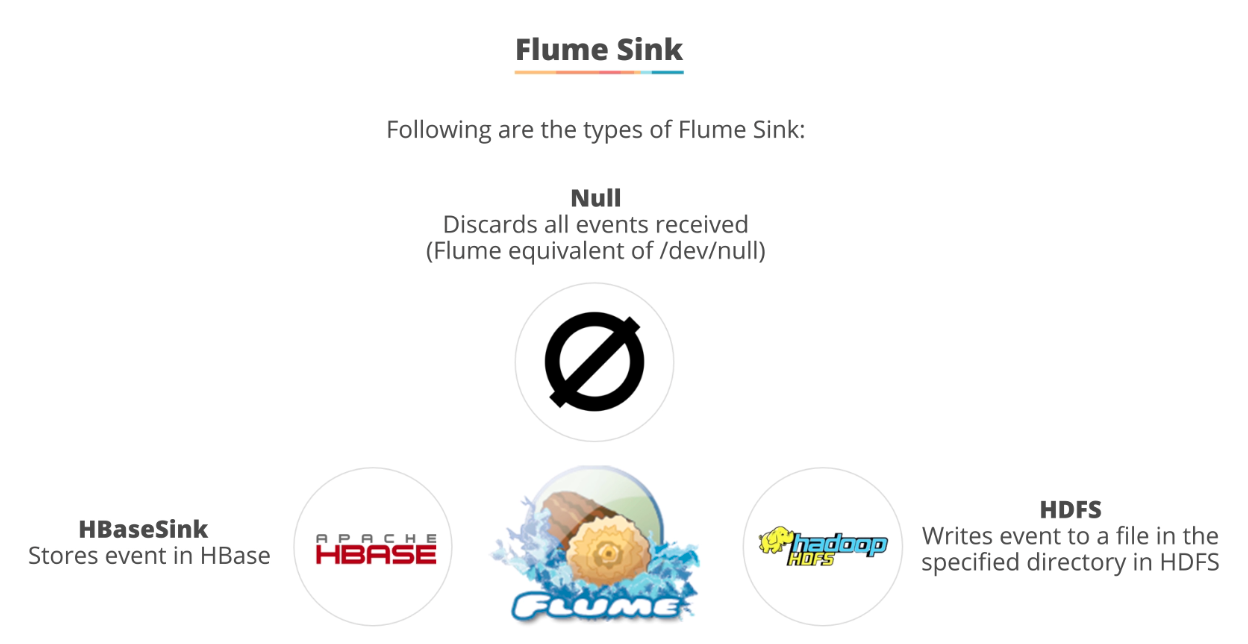 Flume Sink
Following are the types of Flume Sink:
Null
Discards all events received
(Flume equivalent of /dev/null)
HBaseSink
Stores event in HBase
APACHE
HBASE
FLUME
hadoop
HDFS
HDFS
Writes event to a file in the
specified directory in HDFS